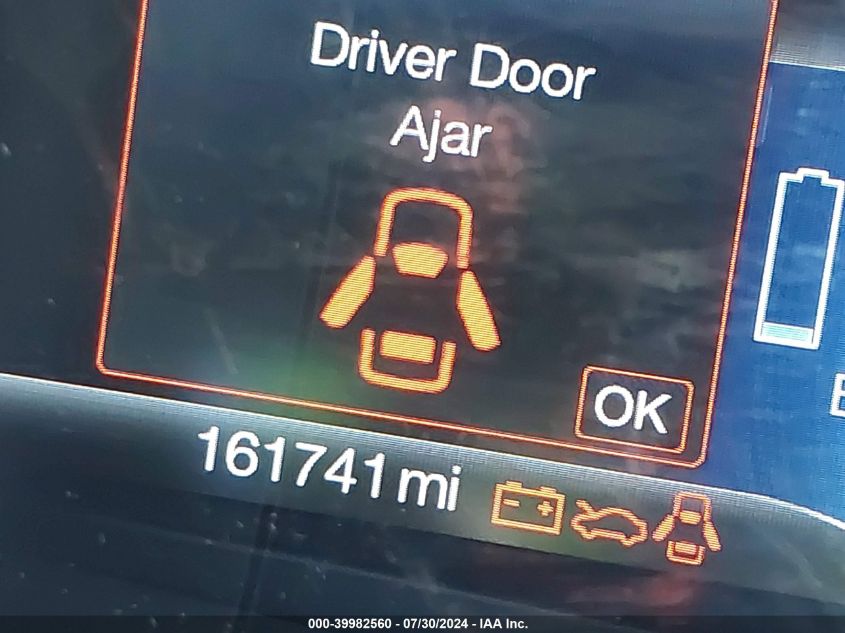 Driver Door
Ajar
OK
161741 mi
000-39982560 - 07/30/2024 - IAA Inc.